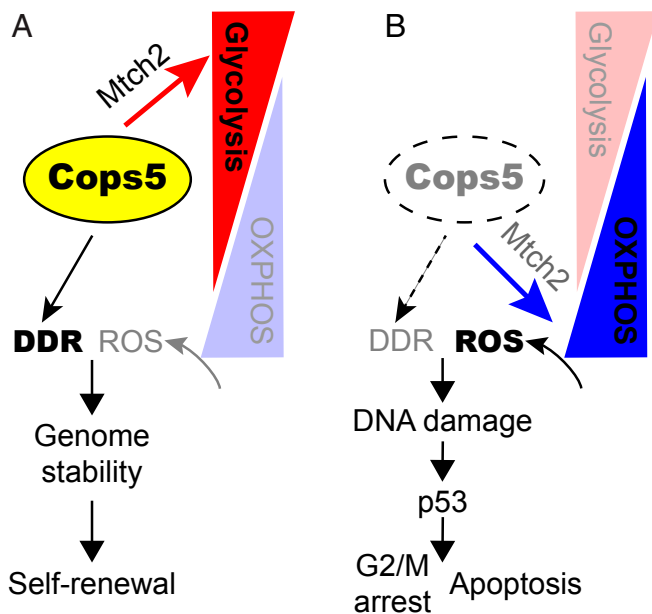 A
Mtch2
Glycolysis
Cops5
OXPHOS
DDR ROS
Genome
stability
Self-renewal
B
Glycolysis
Cops5
Mtch2
OXPHOS
DDR ROS
DNA damage
p53
G2/M
arrest
Apoptosis